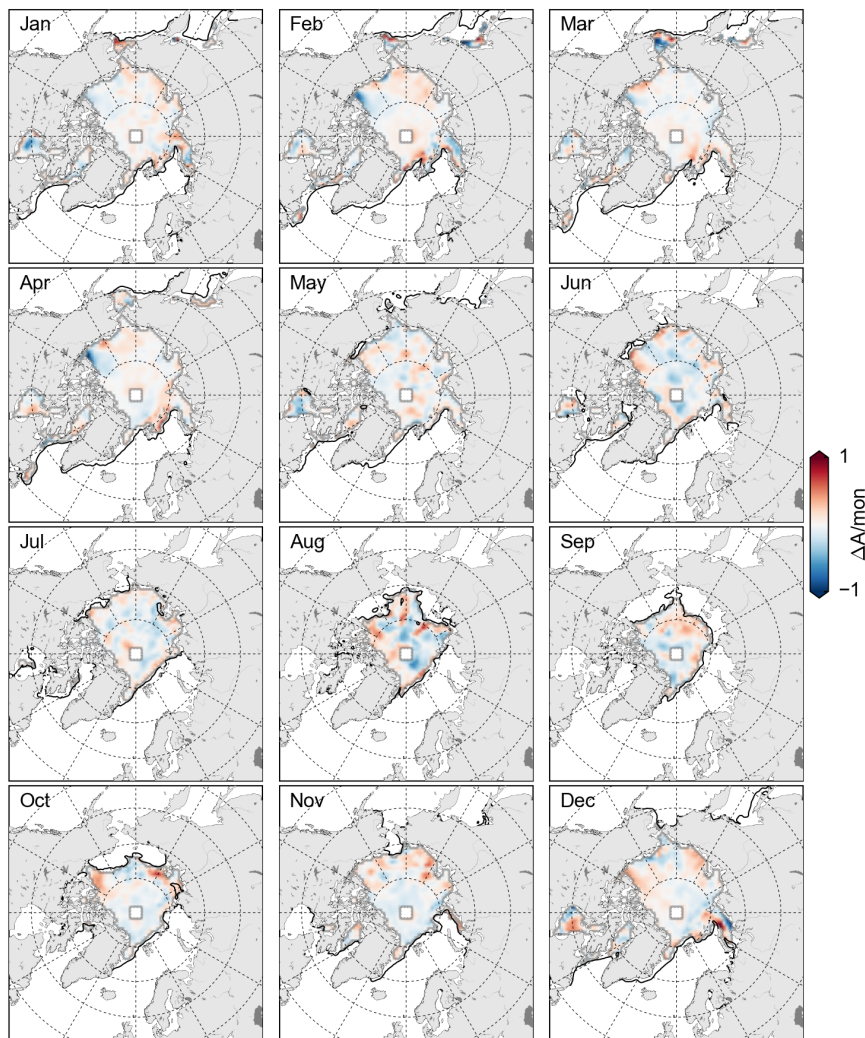 Jan
Feb
Mar
Apr
May
Jun
Jul
Aug
Sep
Oct
Nov
Dec
1
ΔA/mon
−1